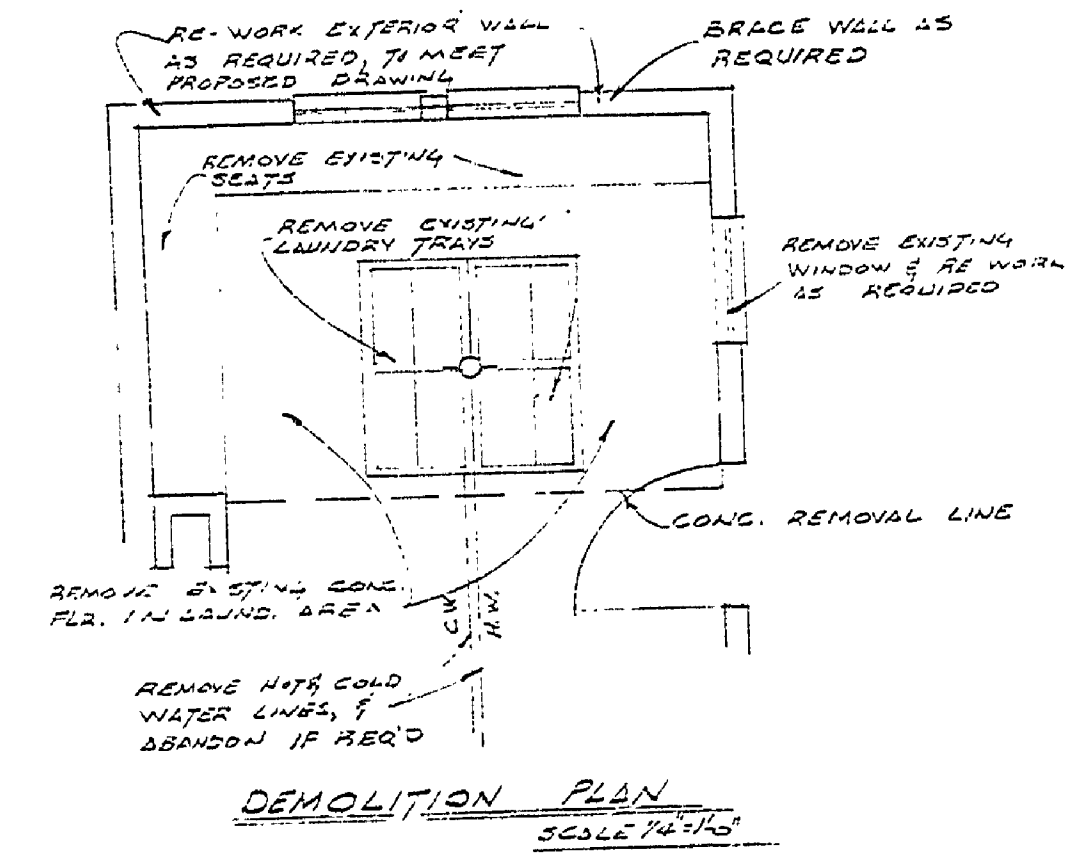 RE-WORK EXTERIOR WALL
AS REQUIRED, TO MEET
PROPOSED DRAWING
BRACE WALL AS
REQUIRED
REMOVE EXISTING
SEATS
REMOVE EXISTING
LAUNDRY TRAYS
REMOVE EXISTING
WINDOW & RE WORK
AS REQUIRED
CONC. REMOVAL LINE
REMOVE EXISTING CONC.
FLR. IN LAUND. AREA
C.W.
H.W.
REMOVE HOT & COLD
WATER LINES, &
ABANDON IF REQ'D
DEMOLITION PLAN
SCALE 1/4"=1'-0"